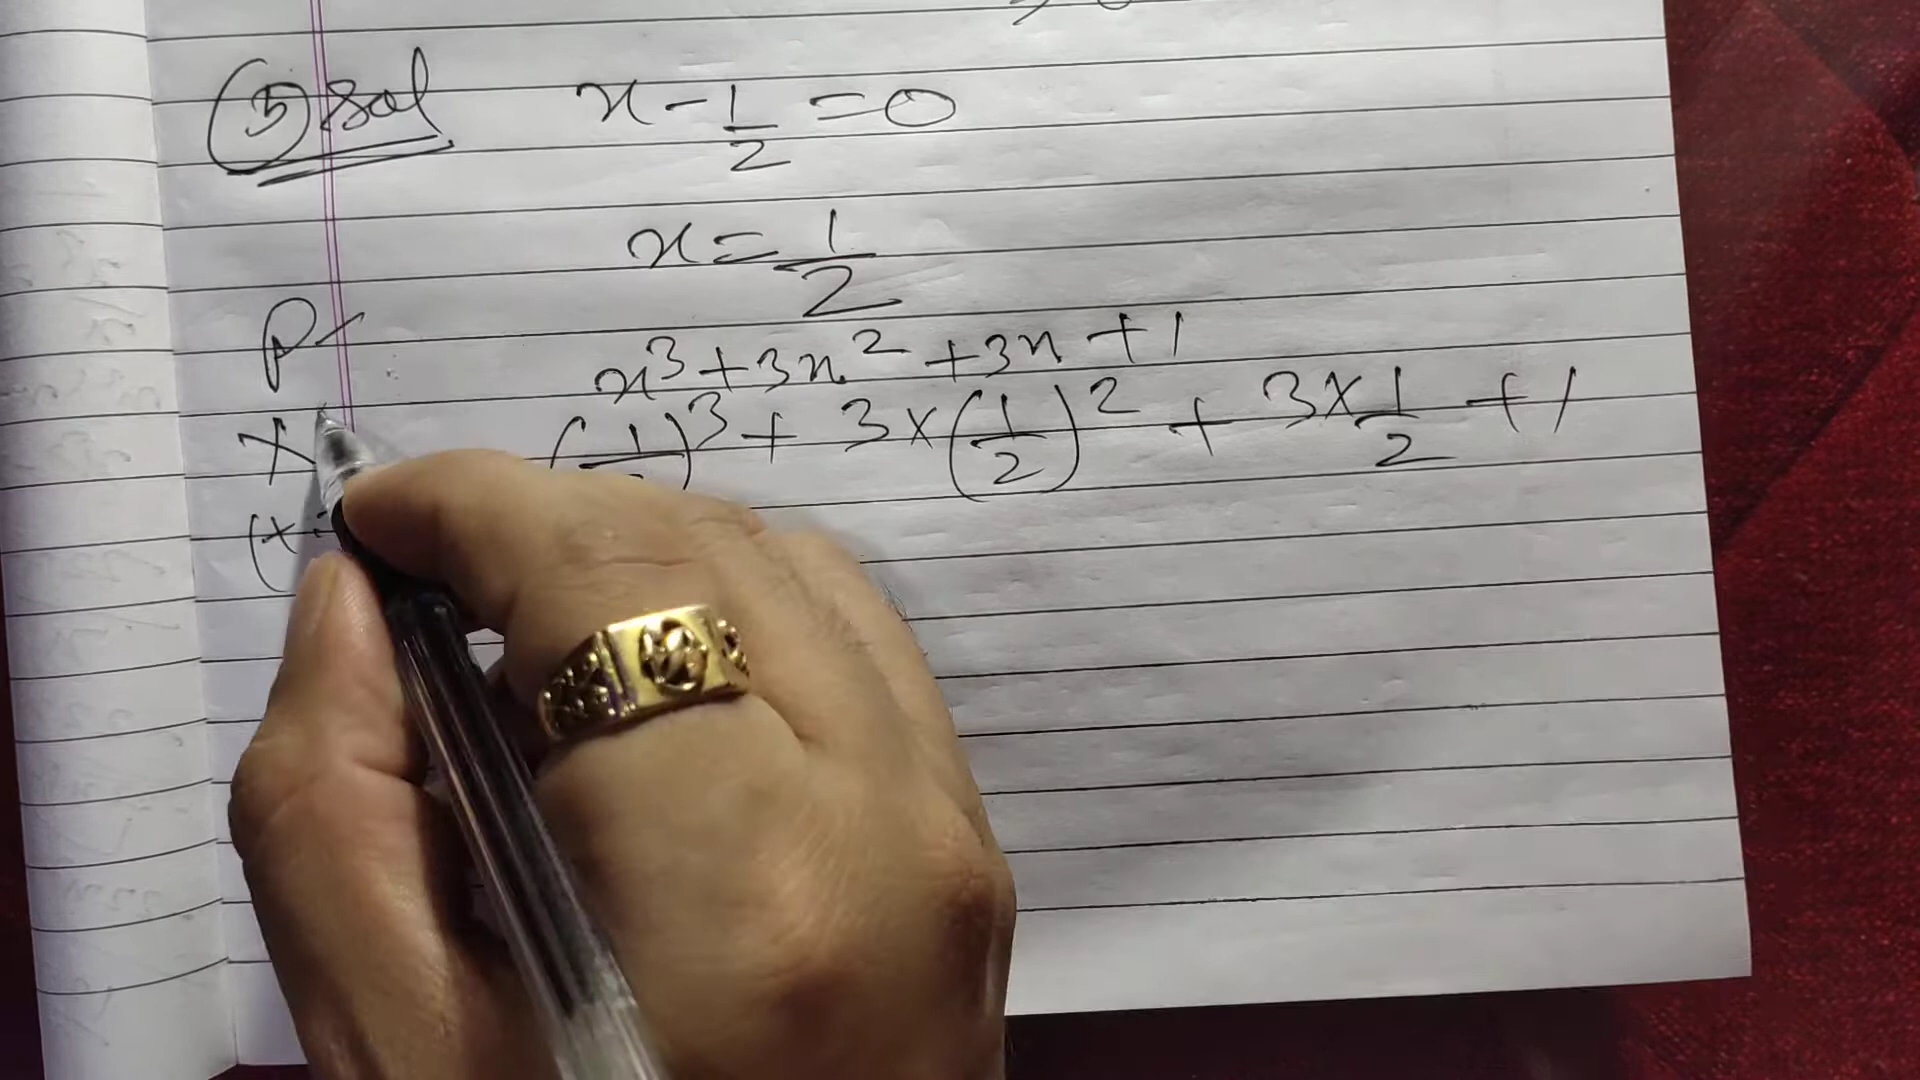 (5) Sol x - 1/2 = 0
x = 1/2
P x³ + 3x² + 3x + 1
x (1/2)³ + 3 × (1/2)² + 3 × 1/2 + 1
(x